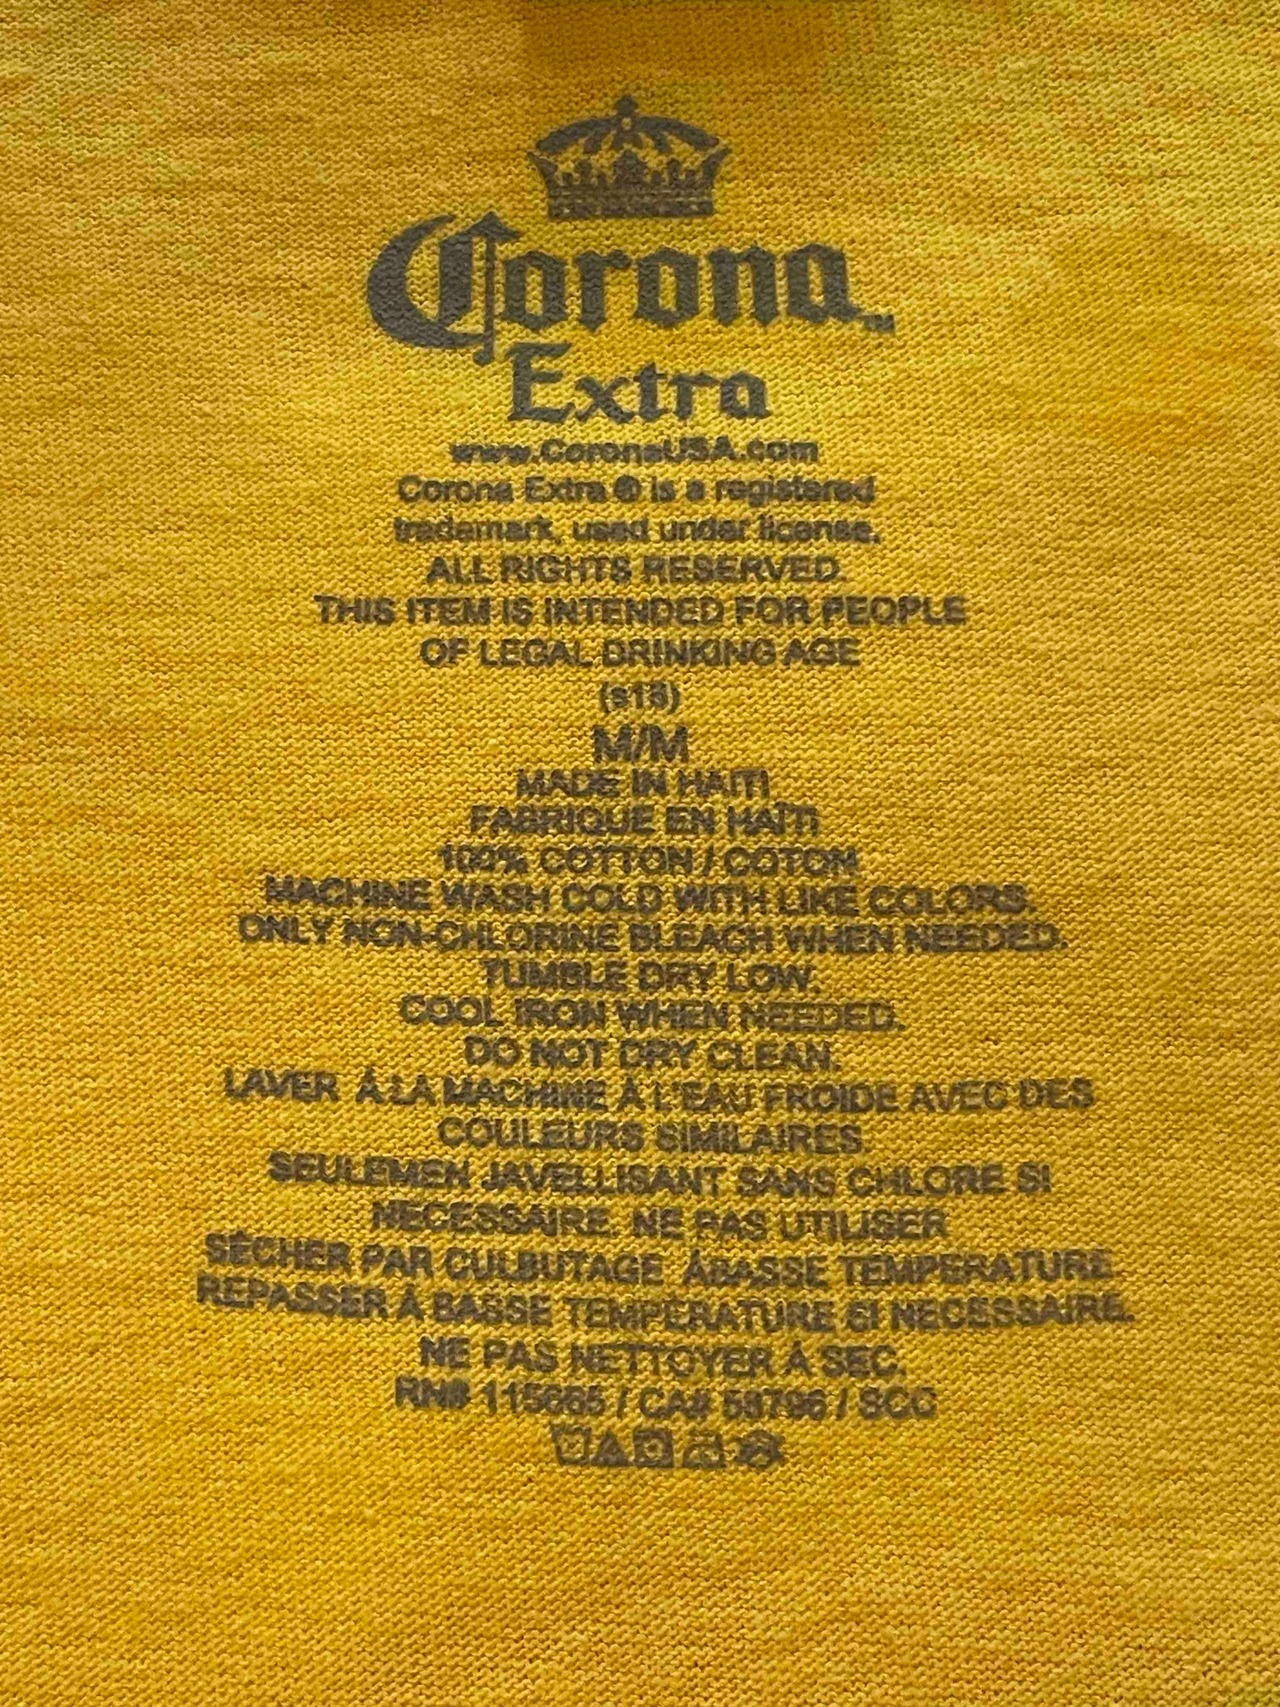 Corona™
Extra
www.CoronaUSA.com
Corona Extra ® is a registered
trademark, used under license.
ALL RIGHTS RESERVED.
THIS ITEM IS INTENDED FOR PEOPLE
OF LEGAL DRINKING AGE
M/M
MADE IN HAITI
FABRIQUE EN HAÏTI
100% COTTON / COTON
MACHINE WASH COLD WITH LIKE COLORS.
ONLY NON-CHLORINE BLEACH WHEN NEEDED.
TUMBLE DRY LOW.
COOL IRON WHEN NEEDED.
DO NOT DRY CLEAN.
LAVER À LA MACHINE À L'EAU FROIDE AVEC DES
COULEURS SIMILAIRES
SEULEMEN JAVELLISANT SANS CHLORE SI
NECESSAIRE. NE PAS UTILISER
SÉCHER PAR CULBUTAGE ÀBASSE TEMPERATURE
REPASSER À BASSE TEMPÉRATURE SI NECESSAIRE.
NE PAS NETTOYER À SEC.
RN# 115665 / CA# 58796 / SCC